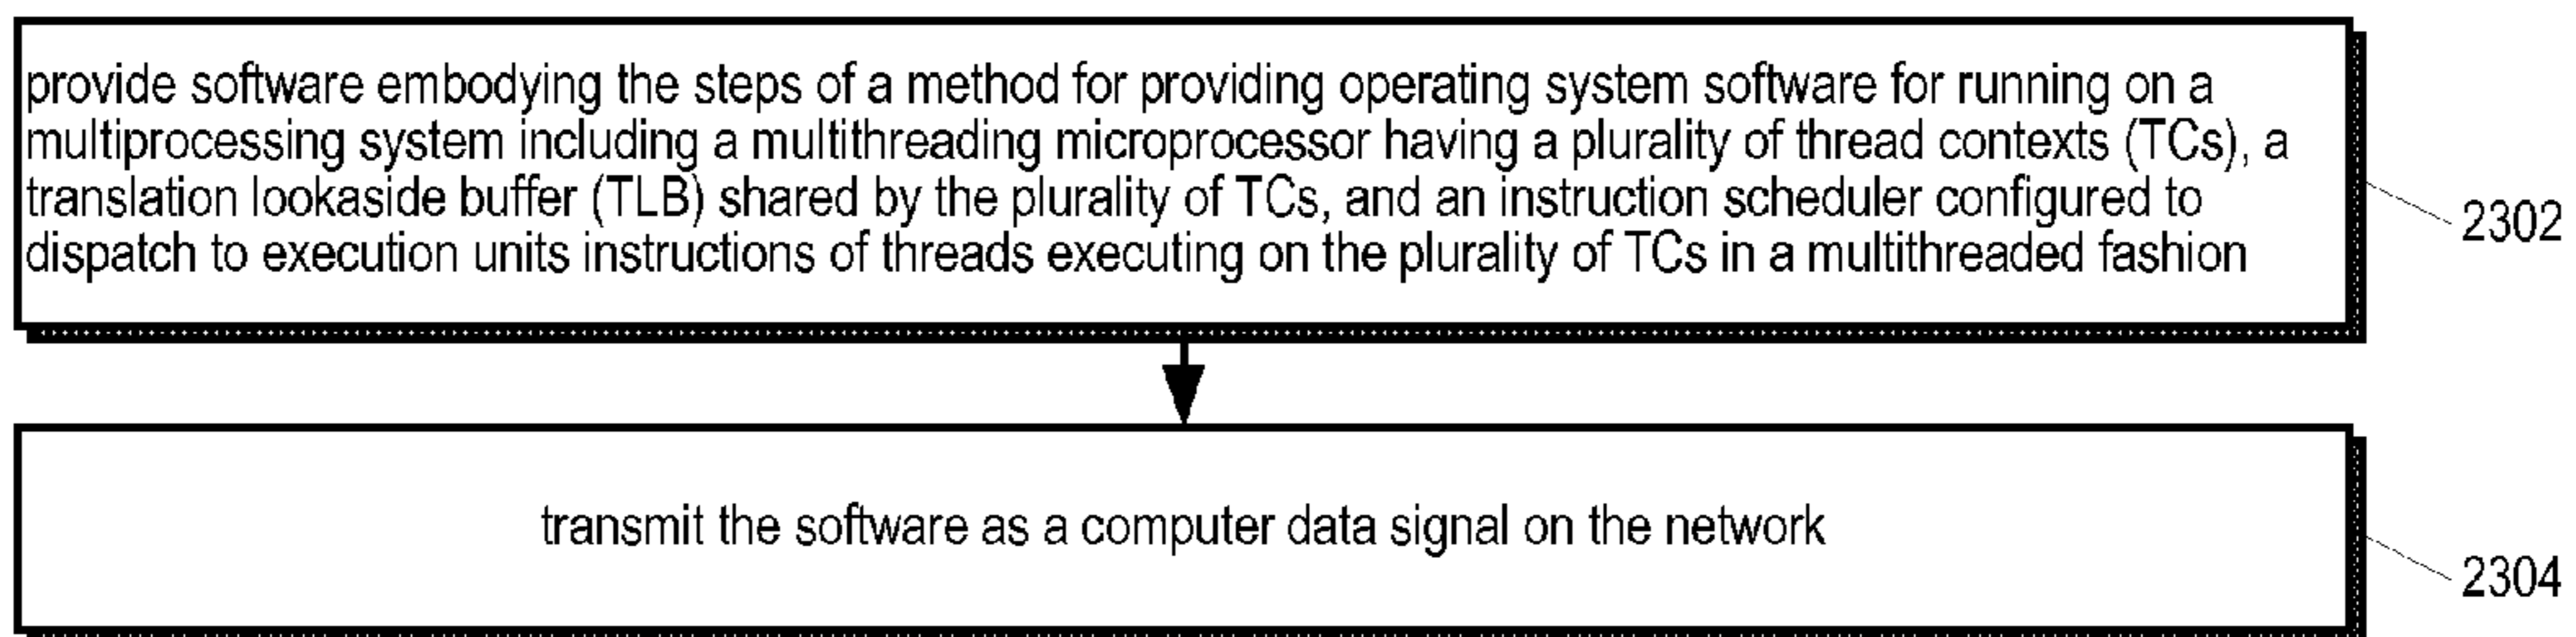 provide software embodying the steps of a method for providing operating system software for running on a
multiprocessing system including a multithreading microprocessor having a plurality of thread contexts (TCs), a
translation lookaside buffer (TLB) shared by the plurality of TCs, and an instruction scheduler configured to
dispatch to execution units instructions of threads executing on the plurality of TCs in a multithreaded fashion
2302
transmit the software as a computer data signal on the network
2304